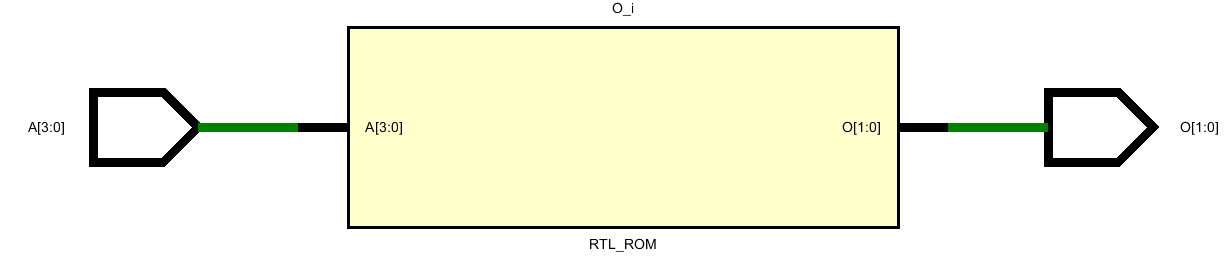 O_i
A[3:0]
A[3:0]
O[1:0]
O[1:0]
RTL_ROM